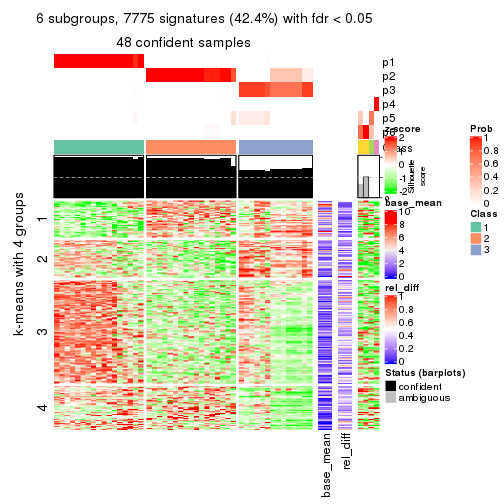 6 subgroups, 7775 signatures (42.4%) with fdr < 0.05
48 confident samples
p1
p2
p3
p4
p5
p6
Class
Silhouette
score
k-means with 4 groups
1
2
3
4
base_mean
rel_diff
z-score
2
1
0
-1
-2
base_mean
10
8
6
4
2
0
rel_diff
1
0.8
0.6
0.4
0.2
0
Status (barplots)
confident
ambiguous
Prob
1
0.8
0.6
0.4
0.2
0
Class
1
2
3